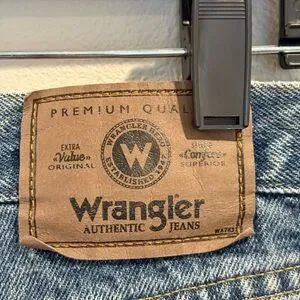 PREMIUM QUAL
EXTRA
«Value»
ORIGINAL
WRANGLER HERO
W
ESTABLISHED 1947
«Comfort»
SUPERIOR
Wrangler
AUTHENTIC JEANS